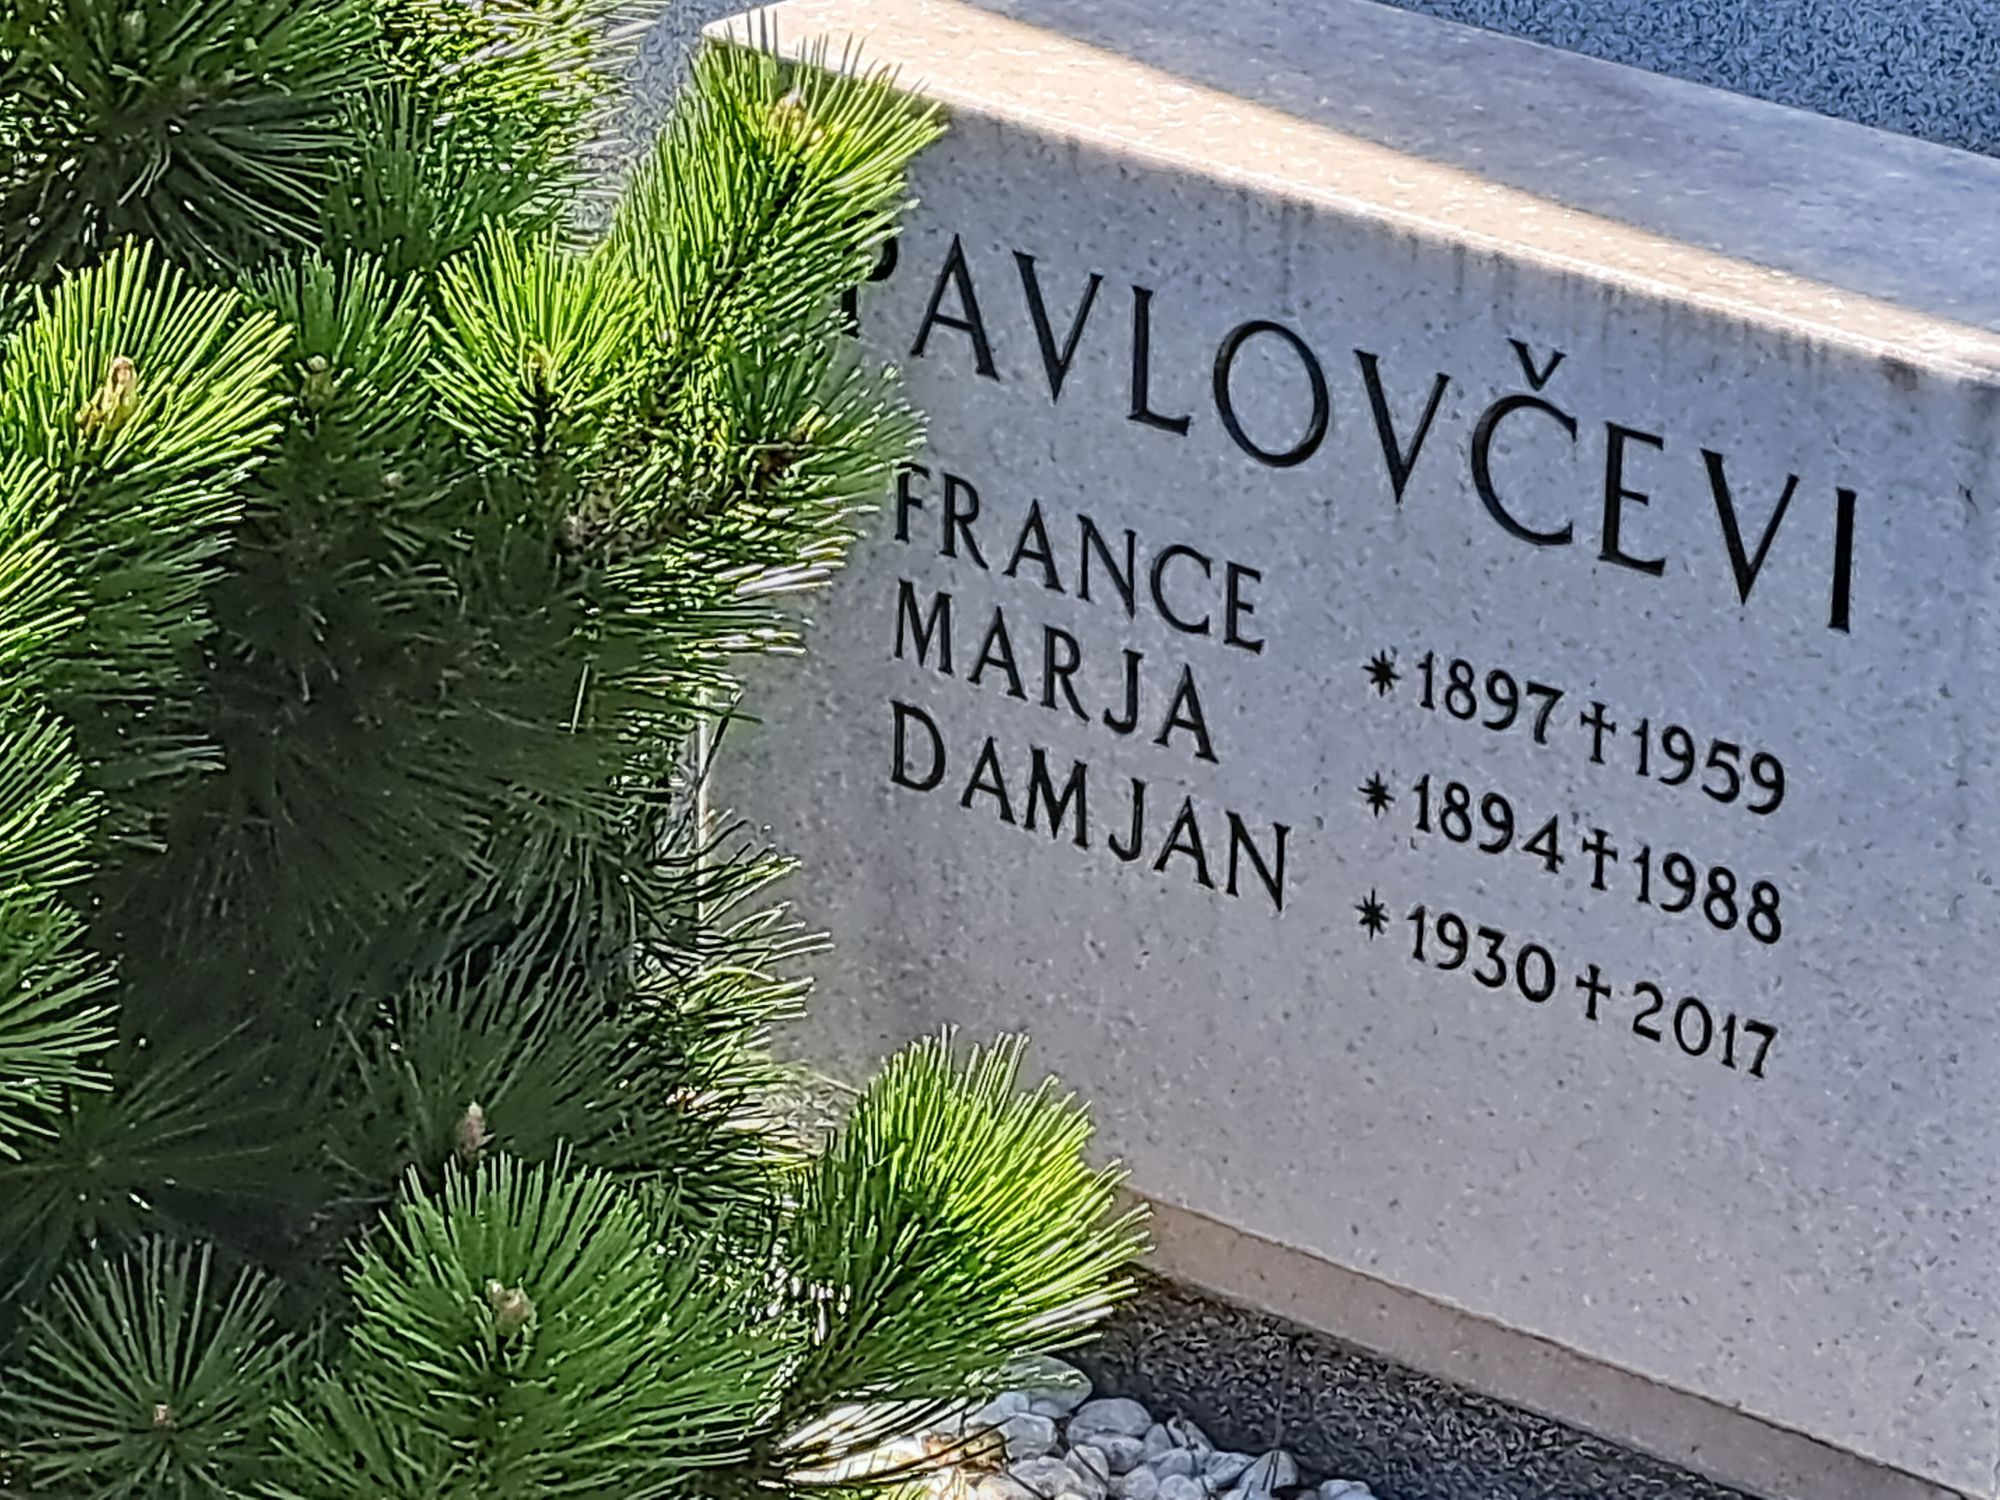 PAVLOVČEVI
FRANCE *1897 †1959
MARJA *1894 †1988
DAMJAN *1930 †2017